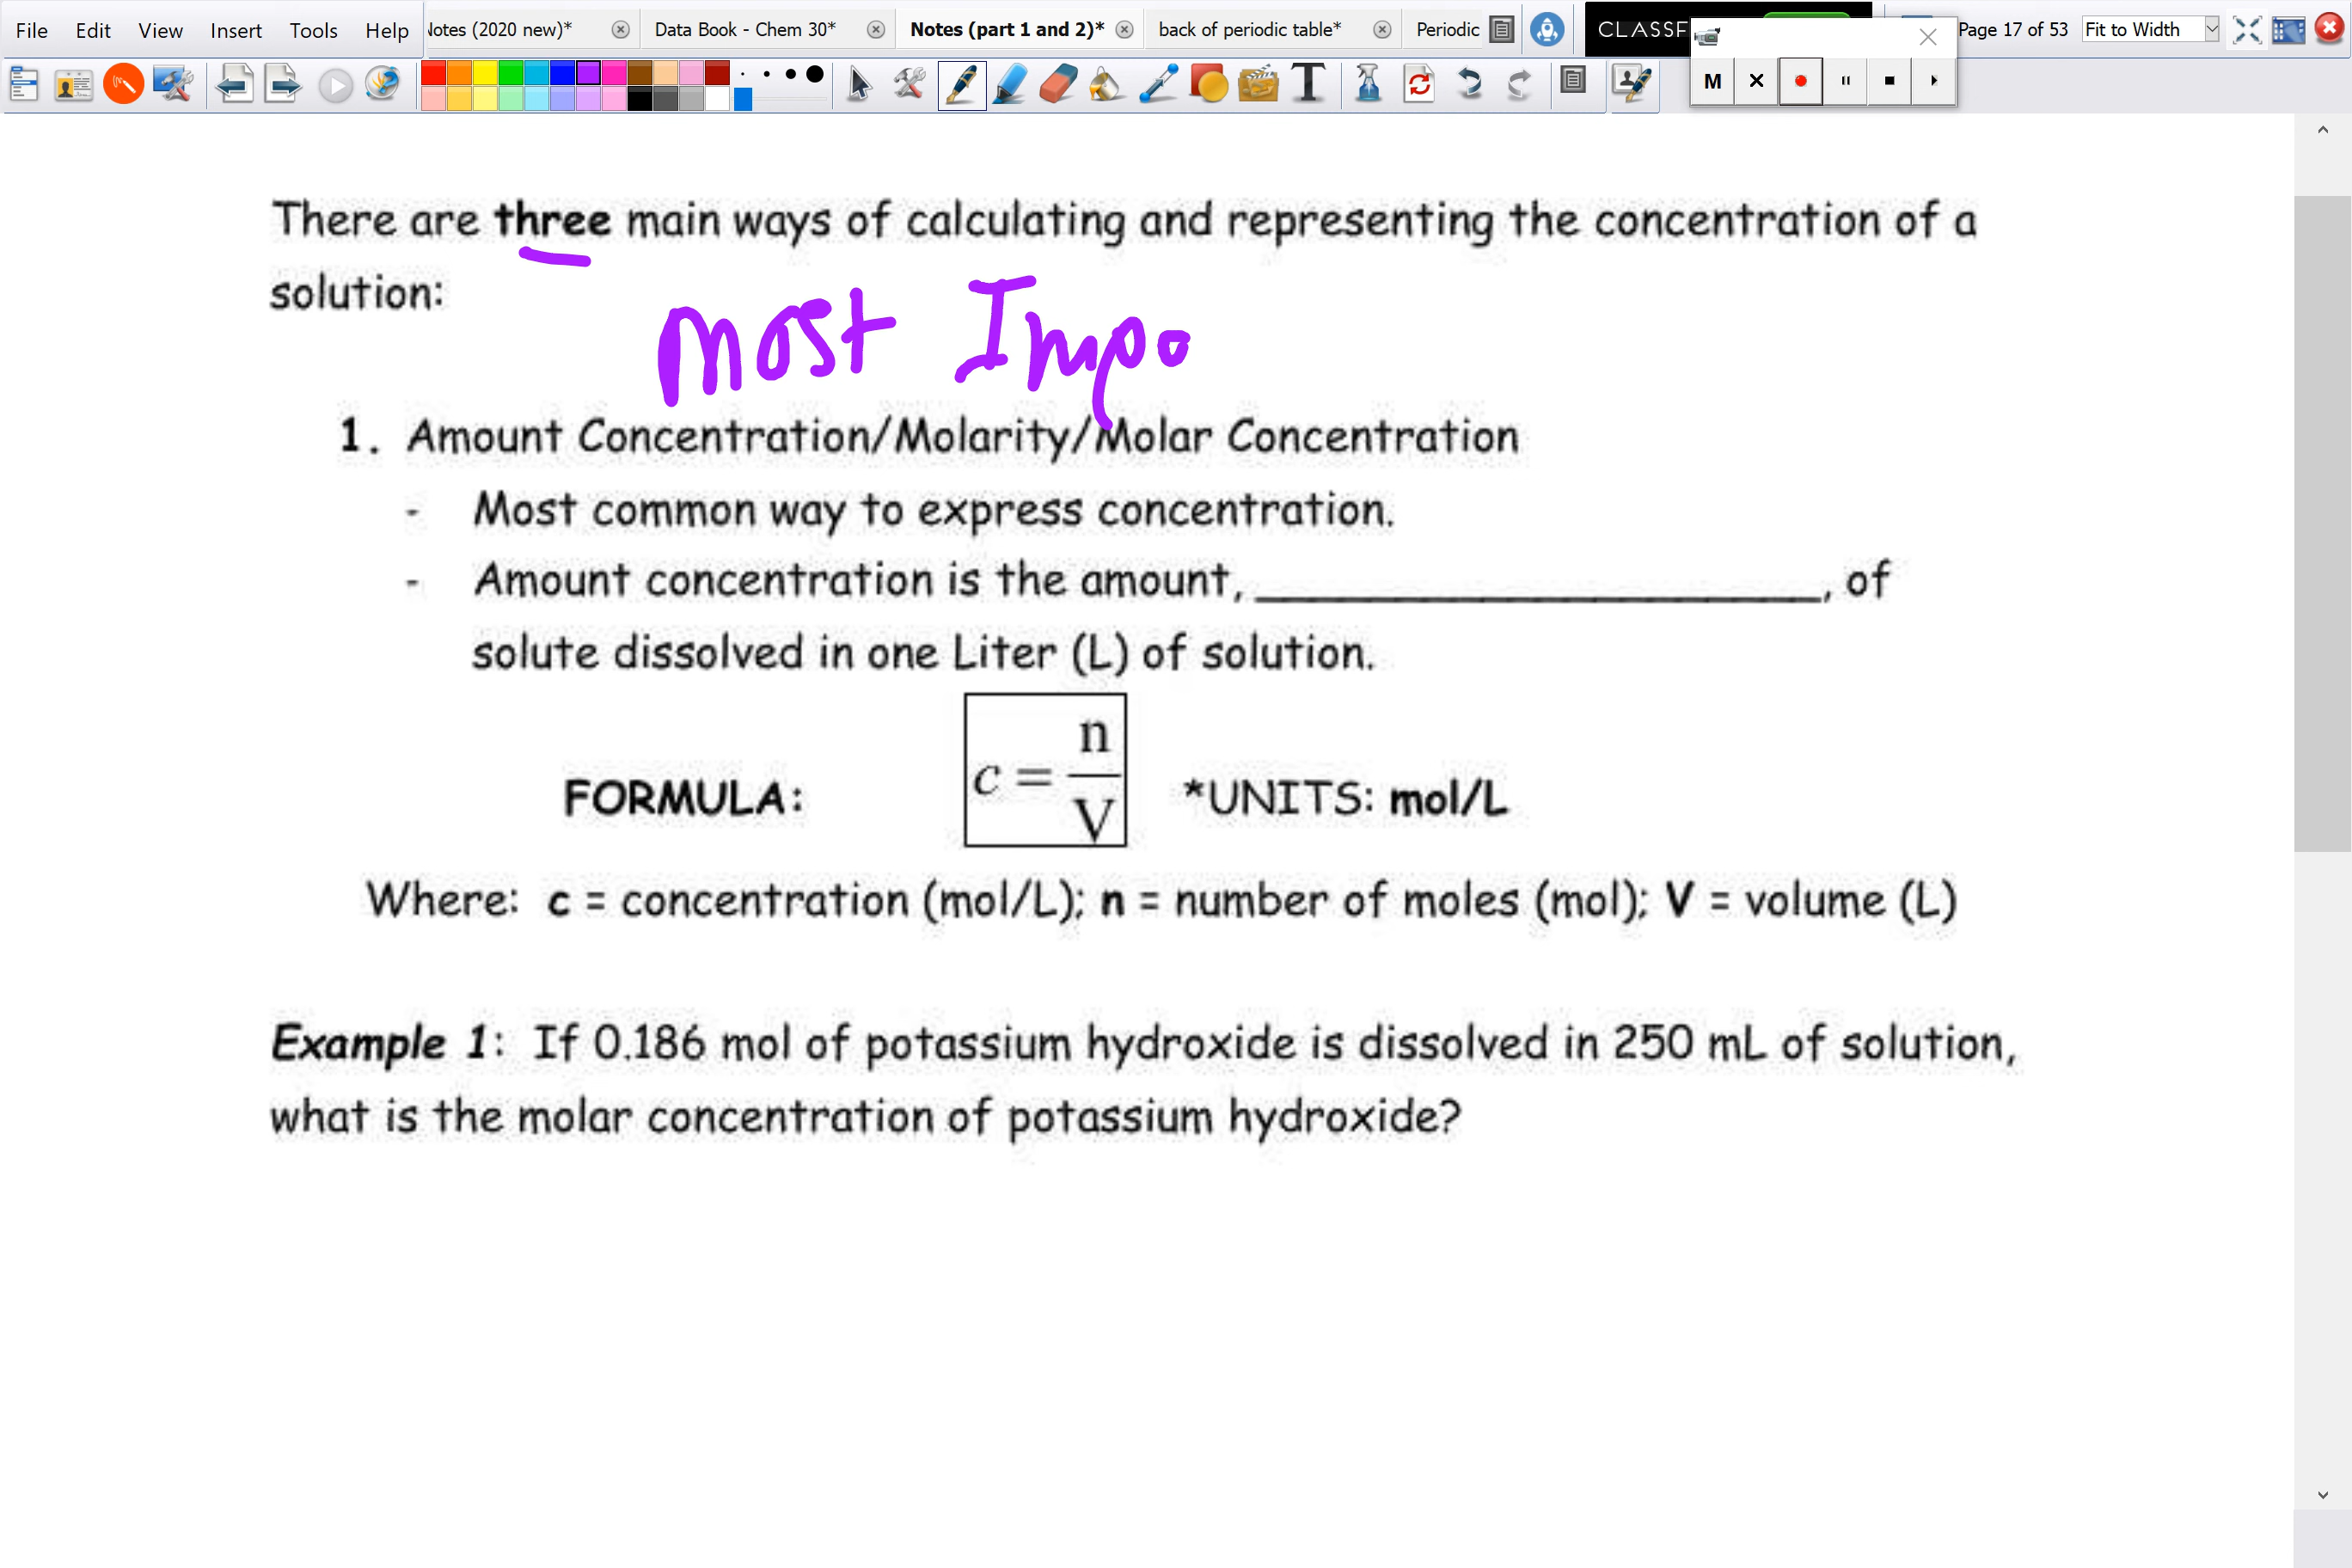 File Edit View Insert Tools Help Notes (2020 new)* Data Book - Chem 30* Notes (part 1 and 2)* back of periodic table* Periodic CLASSF Page 17 of 53 Fit to Width
M
There are three main ways of calculating and representing the concentration of a
solution:
Most Impo
1. Amount Concentration/Molarity/Molar Concentration
- Most common way to express concentration.
- Amount concentration is the amount, ____________________, of
solute dissolved in one Liter (L) of solution.
FORMULA: c = n/V *UNITS: mol/L
Where: c = concentration (mol/L); n = number of moles (mol); V = volume (L)
Example 1: If 0.186 mol of potassium hydroxide is dissolved in 250 mL of solution,
what is the molar concentration of potassium hydroxide?